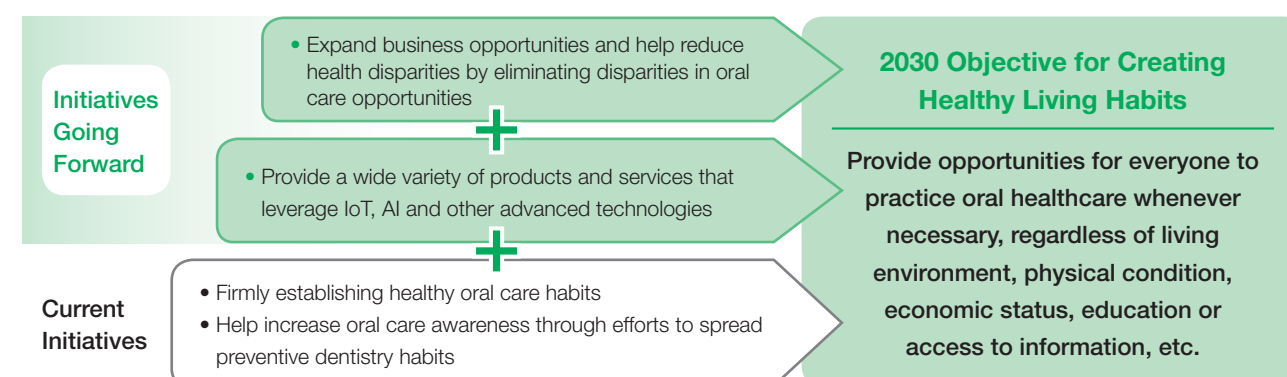 Initiatives
Going
Forward
• Expand business opportunities and help reduce
health disparities by eliminating disparities in oral
care opportunities
+
• Provide a wide variety of products and services that
leverage IoT, AI and other advanced technologies
+
Current
Initiatives
• Firmly establishing healthy oral care habits
• Help increase oral care awareness through efforts to spread
preventive dentistry habits
2030 Objective for Creating
Healthy Living Habits
Provide opportunities for everyone to
practice oral healthcare whenever
necessary, regardless of living
environment, physical condition,
economic status, education or
access to information, etc.